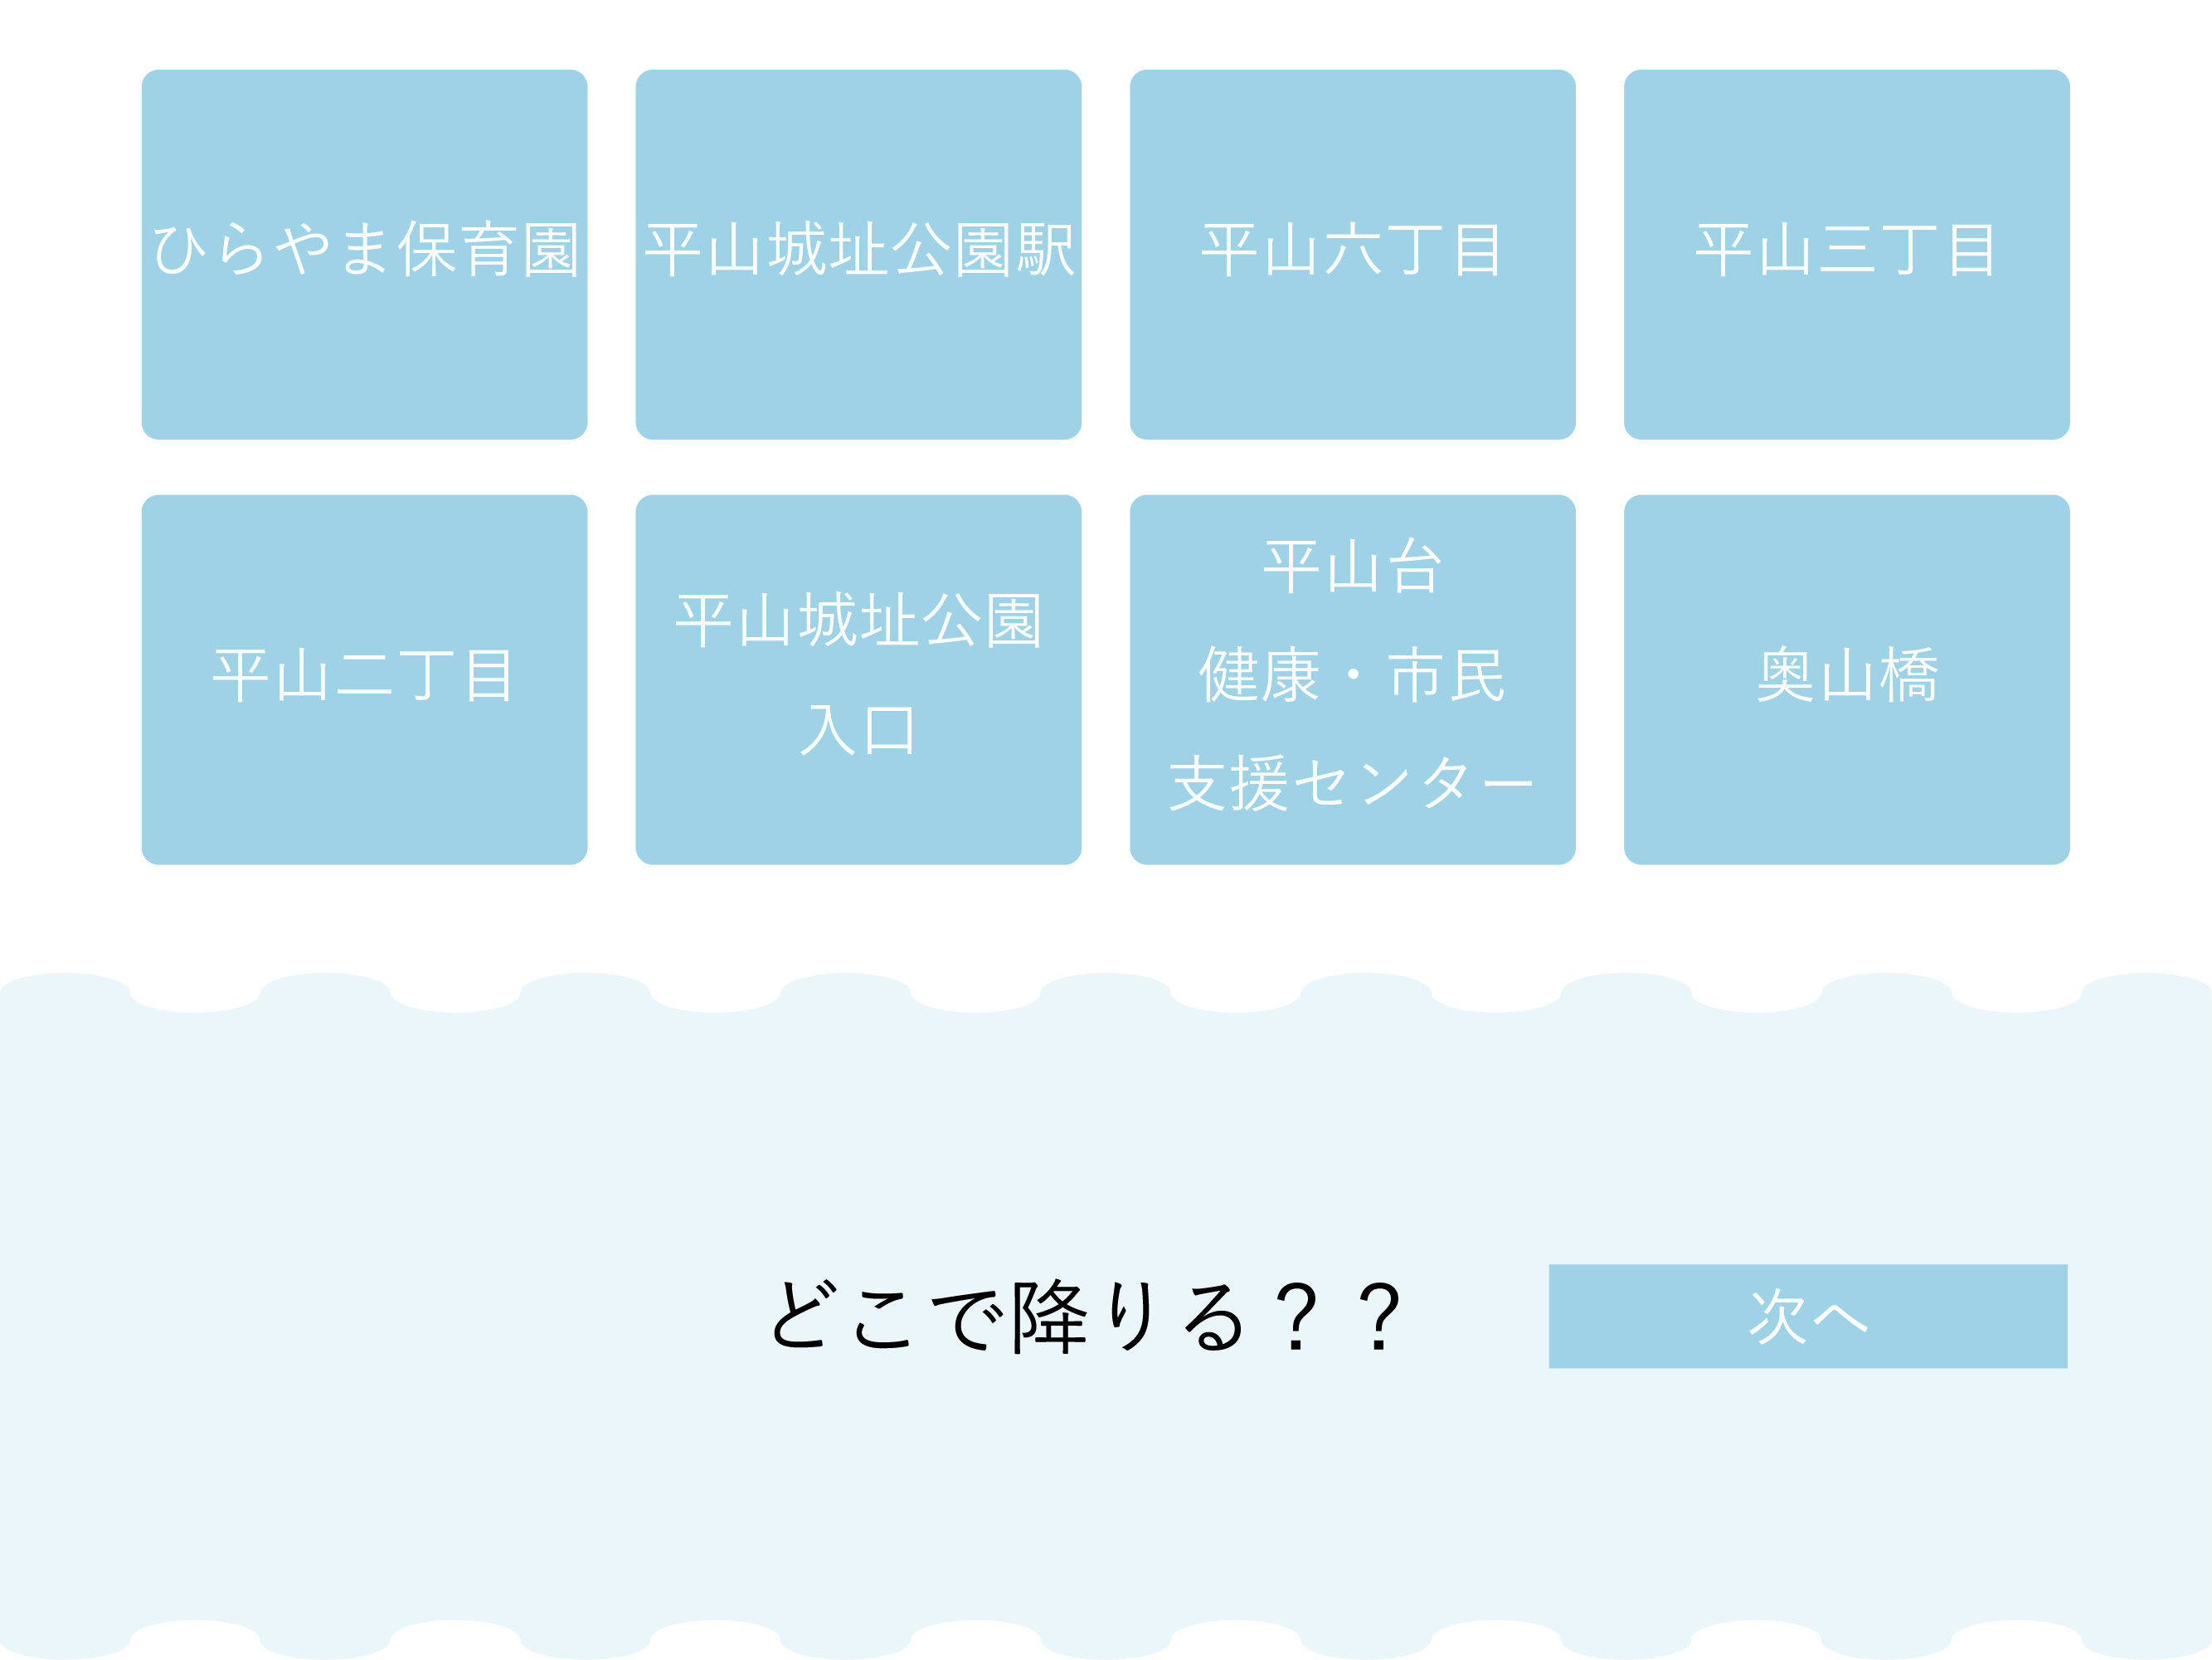 ひらやま保育園
平山城址公園駅
平山六丁目
平山三丁目
平山二丁目
平山城址公園
入口
平山台
健康・市民
支援センター
奥山橋
どこで降りる？？
次へ